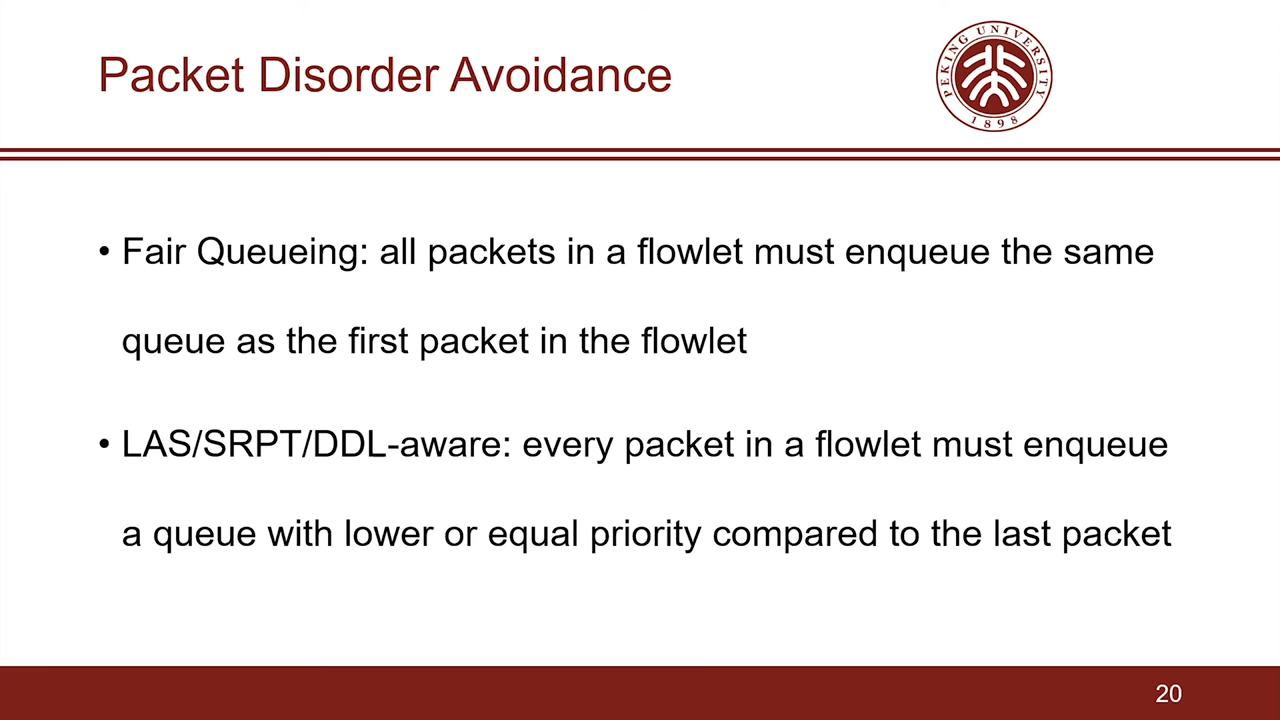 Packet Disorder Avoidance
PEKING UNIVERSITY
1898
• Fair Queueing: all packets in a flowlet must enqueue the same
queue as the first packet in the flowlet
• LAS/SRPT/DDL-aware: every packet in a flowlet must enqueue
a queue with lower or equal priority compared to the last packet
20